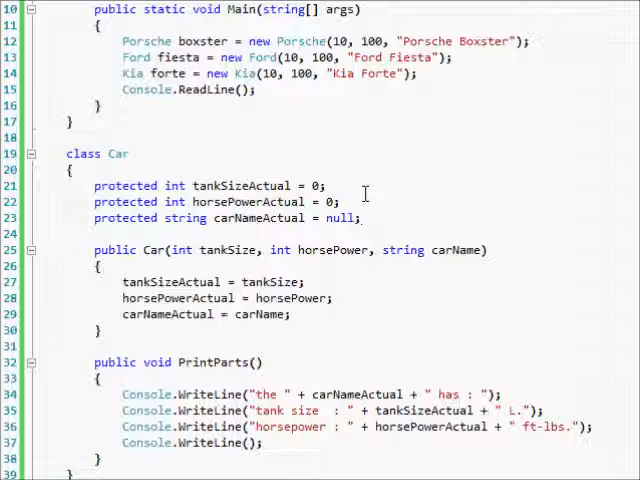 10 public static void Main(string[] args)
11 {
12 Porsche boxster = new Porsche(10, 100, "Porsche Boxster");
13 Ford fiesta = new Ford(10, 100, "Ford Fiesta");
14 Kia forte = new Kia(10, 100, "Kia Forte");
15 Console.ReadLine();
16 }
17 }
18
19 class Car
20 {
21 protected int tankSizeActual = 0;
22 protected int horsePowerActual = 0;
23 protected string carNameActual = null;
24
25 public Car(int tankSize, int horsePower, string carName)
26 {
27 tankSizeActual = tankSize;
28 horsePowerActual = horsePower;
29 carNameActual = carName;
30 }
31
32 public void PrintParts()
33 {
34 Console.WriteLine("the " + carNameActual + " has : ");
35 Console.WriteLine("tank size  : " + tankSizeActual + " L.");
36 Console.WriteLine("horsepower : " + horsePowerActual + " ft-lbs.");
37 Console.WriteLine();
38 }
39 }